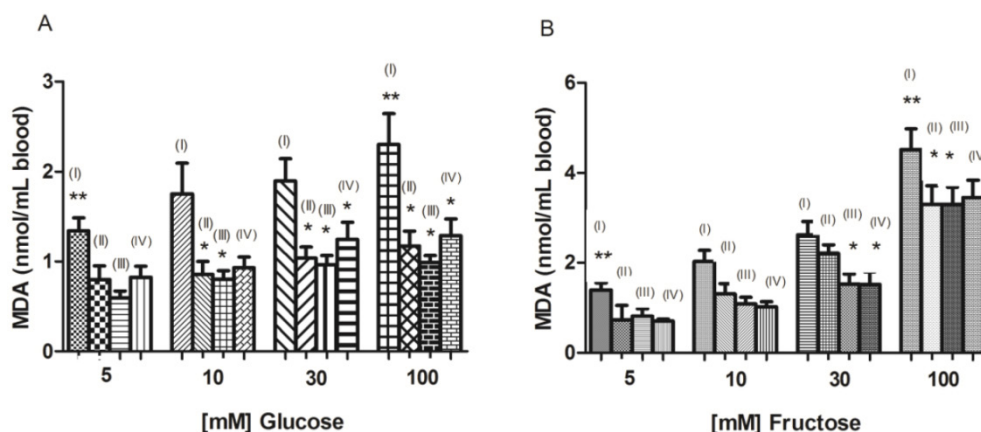 A
MDA (nmol/mL blood)
3
2
1
0
(I)
**
(II)
(III)
(IV)
(I)
(II)
*
(III)
*
(IV)
(I)
(II)
*
(III)
*
(IV)
*
(I)
**
(II)
*
(III)
*
(IV)
*
5 10 30 100
[mM] Glucose
B
MDA (nmol/mL blood)
6
4
2
0
(I)
**
(II)
(III)
(IV)
(I)
(II)
(III)
(IV)
(I)
(II)
(III)
*
(IV)
*
(I)
**
(II)
*
(III)
*
(IV
5 10 30 100
[mM] Fructose